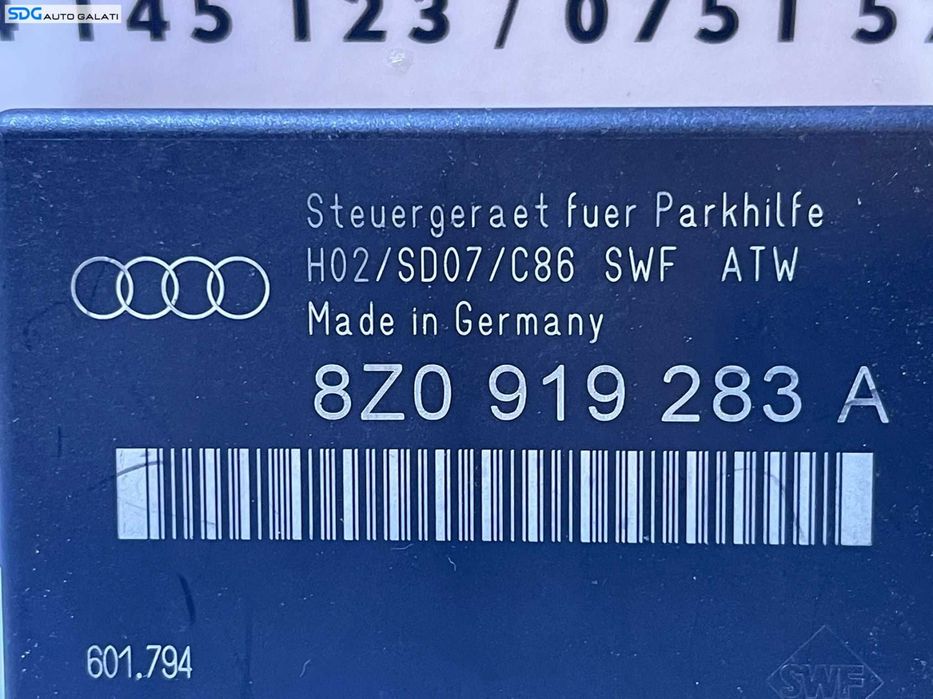 SDG AUTO GALATI
145 123 / 0751 5
Steuergeraet fuer Parkhilfe
H02/SD07/C86 SWF ATW
Made in Germany
8Z0 919 283 A
601.794
SWF